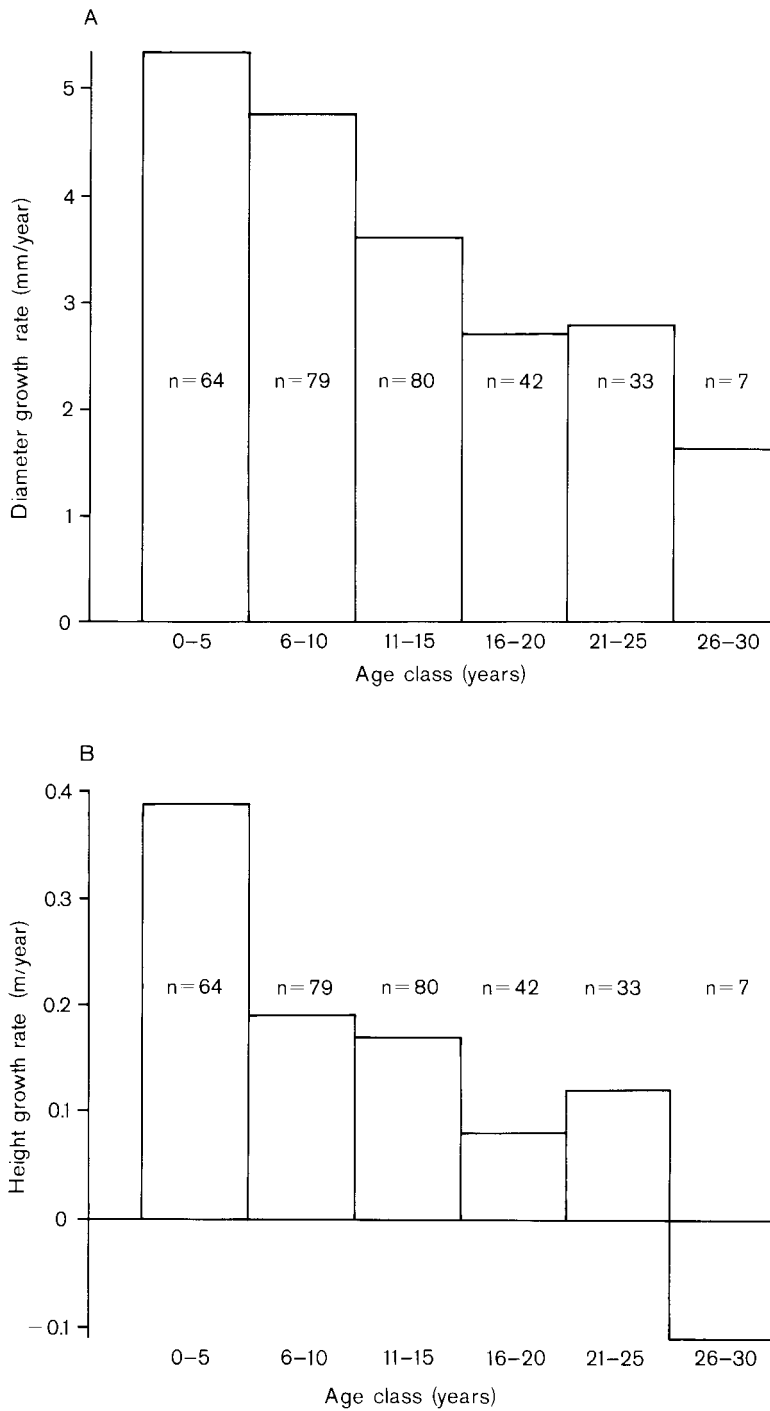 A
Diameter growth rate (mm/year)
5
4
3
2
1
0
n=64 n=79 n=80 n=42 n=33 n=7
0–5 6–10 11–15 16–20 21–25 26–30
Age class (years)
B
Height growth rate (m/year)
0.4
0.3
0.2
0.1
0
−0.1
n=64 n=79 n=80 n=42 n=33 n=7
0–5 6–10 11–15 16–20 21–25 26–30
Age class (years)